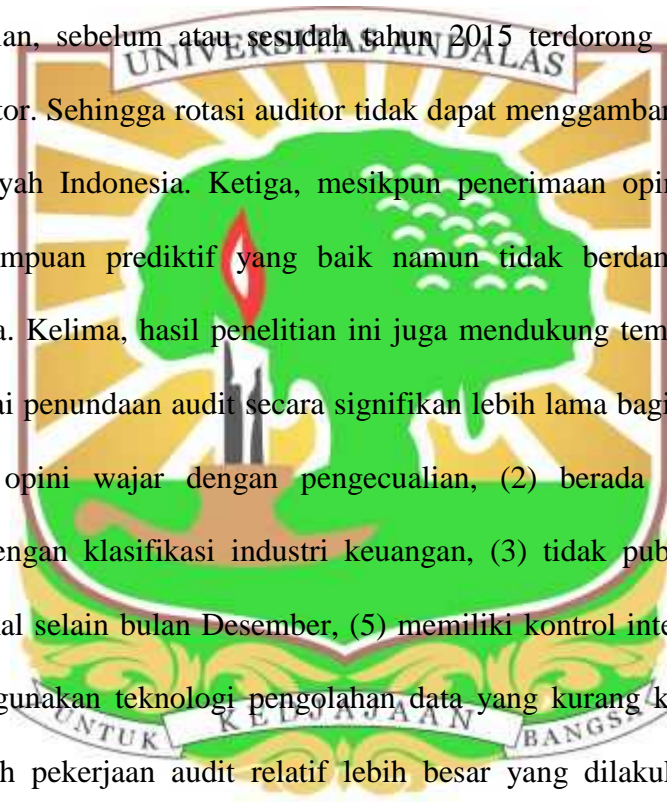 an, sebelum atau sesudah tahun 2015 terdorong
UNIVERSITAS ANDALAS
tor. Sehingga rotasi auditor tidak dapat menggambar
yah Indonesia. Ketiga, mesikpun penerimaan opin
mpuan prediktif yang baik namun tidak berdam
a. Kelima, hasil penelitian ini juga mendukung tem
ai penundaan audit secara signifikan lebih lama bagi
opini wajar dengan pengecualian, (2) berada
engan klasifikasi industri keuangan, (3) tidak pub
al selain bulan Desember, (5) memiliki kontrol inte
gunakan teknologi pengolahan data yang kurang k
UNTUK KEDJAJAAN BANGSA
h pekerjaan audit relatif lebih besar yang dilaku